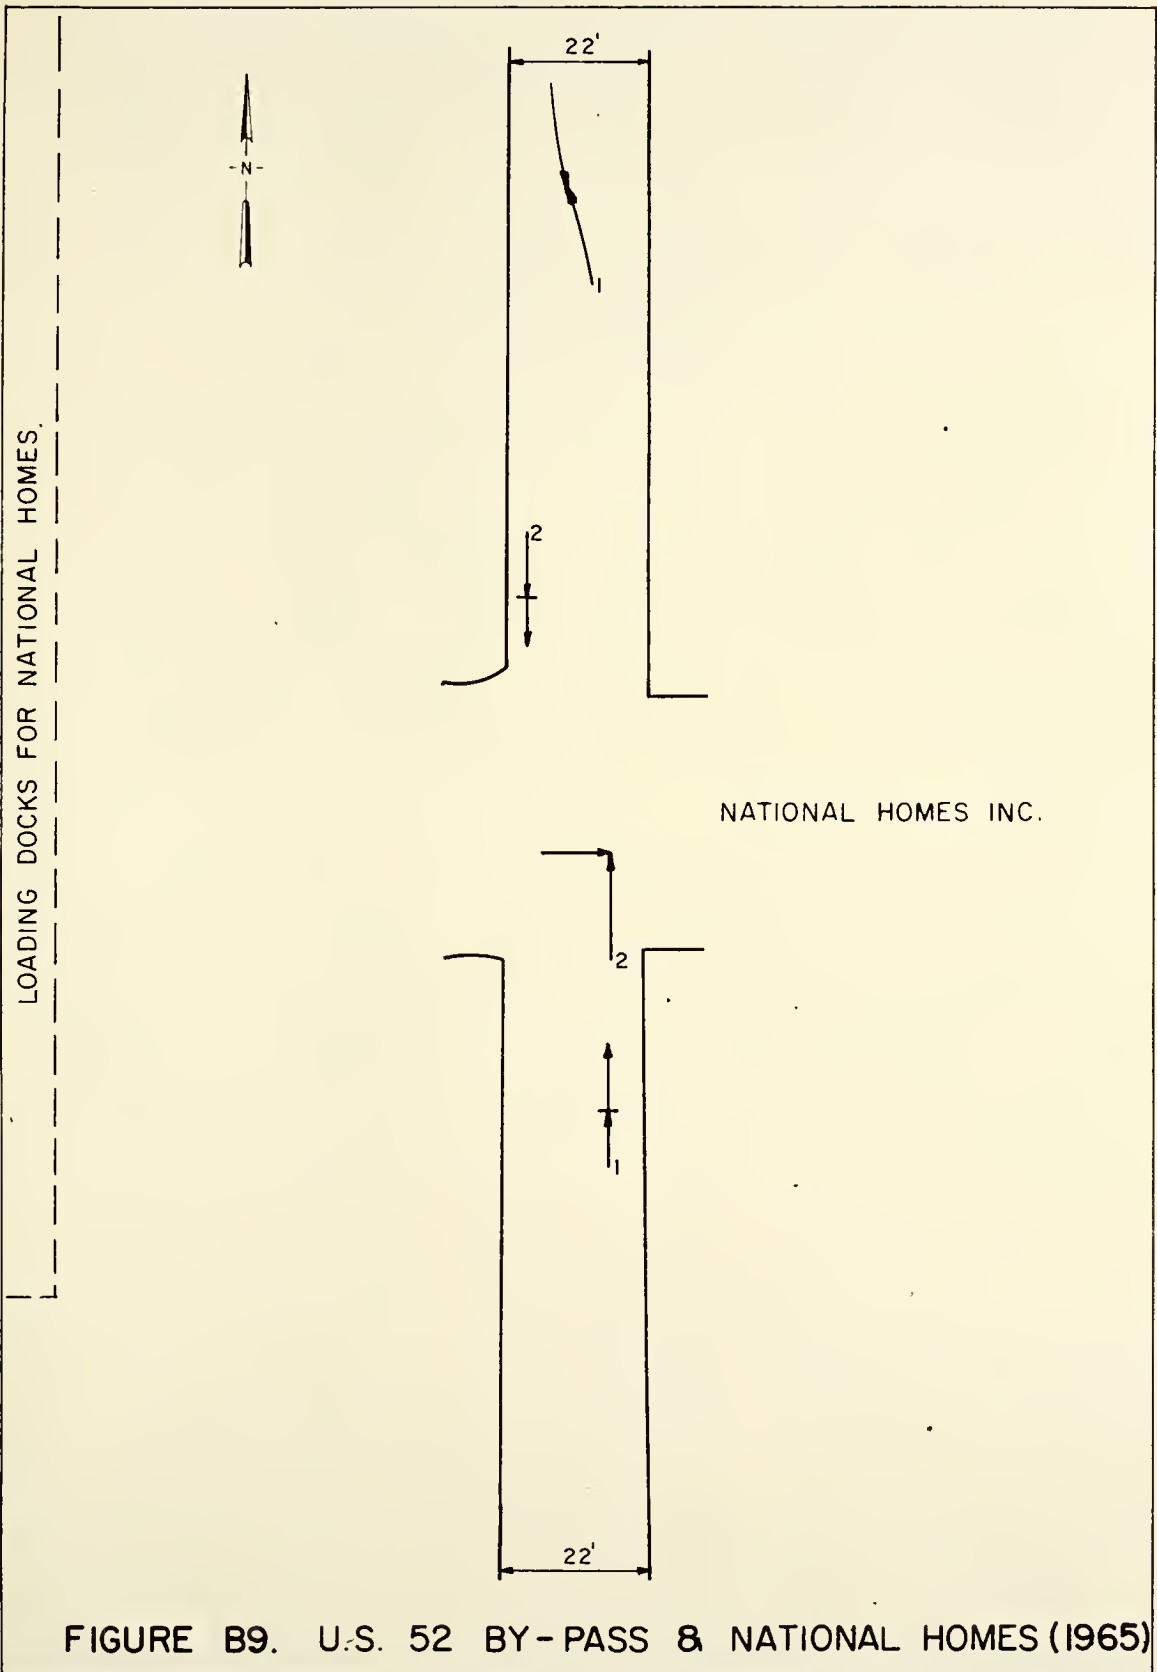 22'
-N-
1
LOADING DOCKS FOR NATIONAL HOMES.
2
NATIONAL HOMES INC.
2
1
22'
FIGURE B9. U.S. 52 BY-PASS & NATIONAL HOMES (1965)